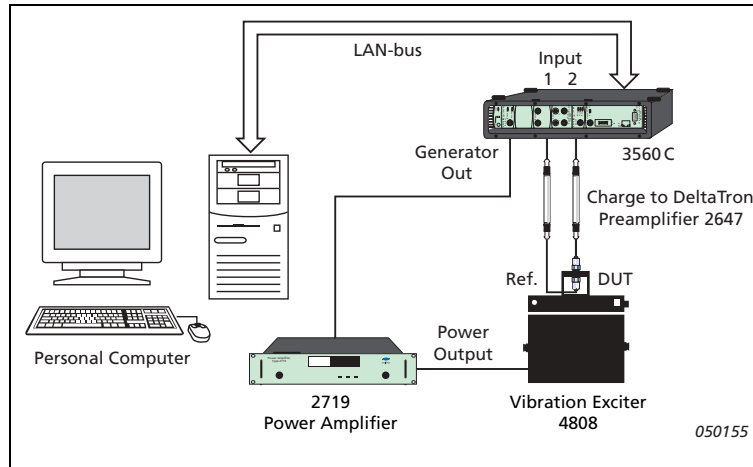 LAN-bus
Input
1 2
Generator
Out
3560 C
Charge to DeltaTron
Preamplifier 2647
Ref.
DUT
Personal Computer
Power
Output
2719
Power Amplifier
Vibration Exciter
4808
050155